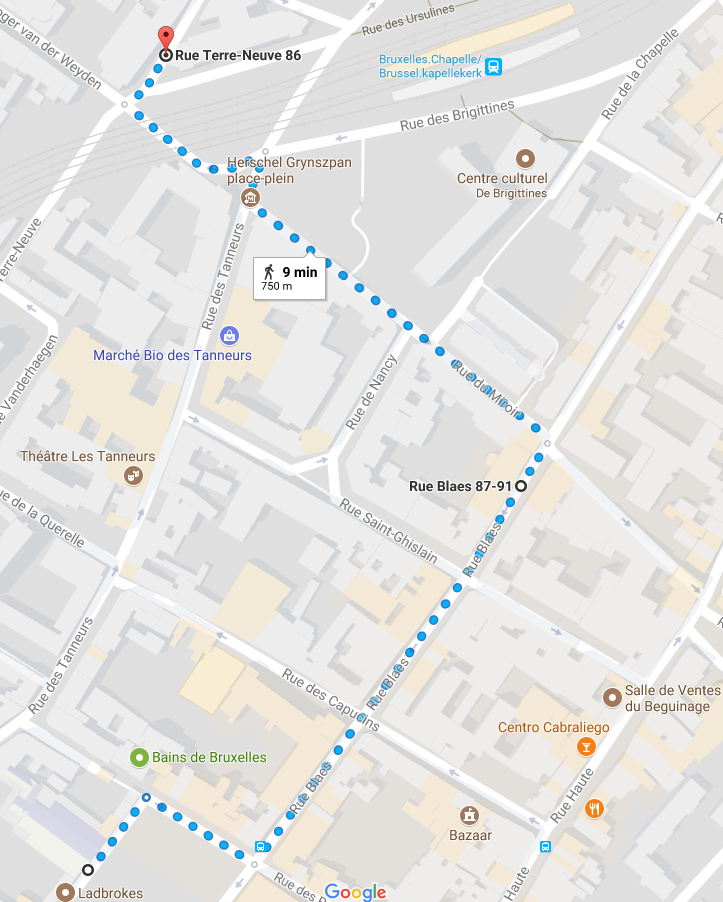 Rue des Ursulines
oger van der Weyden
Rue Terre-Neuve 86
Bruxelles.Chapelle/
Brussel.kapellekerk
Rue de la Chapelle
Rue des Brigittines
Herschel Grynszpan
place-plein
Centre culturel
De Brigittines
Terre-Neuve
Rue des Tanneurs
9 min
750 m
Marché Bio des Tanneurs
e Vanderhaegen
Rue de Nancy
Rue du Miroir
Théâtre Les Tanneurs
Rue Blaes 87-91
ue de la Querelle
Rue Saint-Ghislain
Rue Blaes
Rue des Tanneurs
Rue des Capucins
Rue Blaes
Salle de Ventes
du Beguinage
Centro Cabraliego
Bains de Bruxelles
Rue Blaes
Rue Haute
Bazaar
Ladbrokes
Rue des
Google
Haute